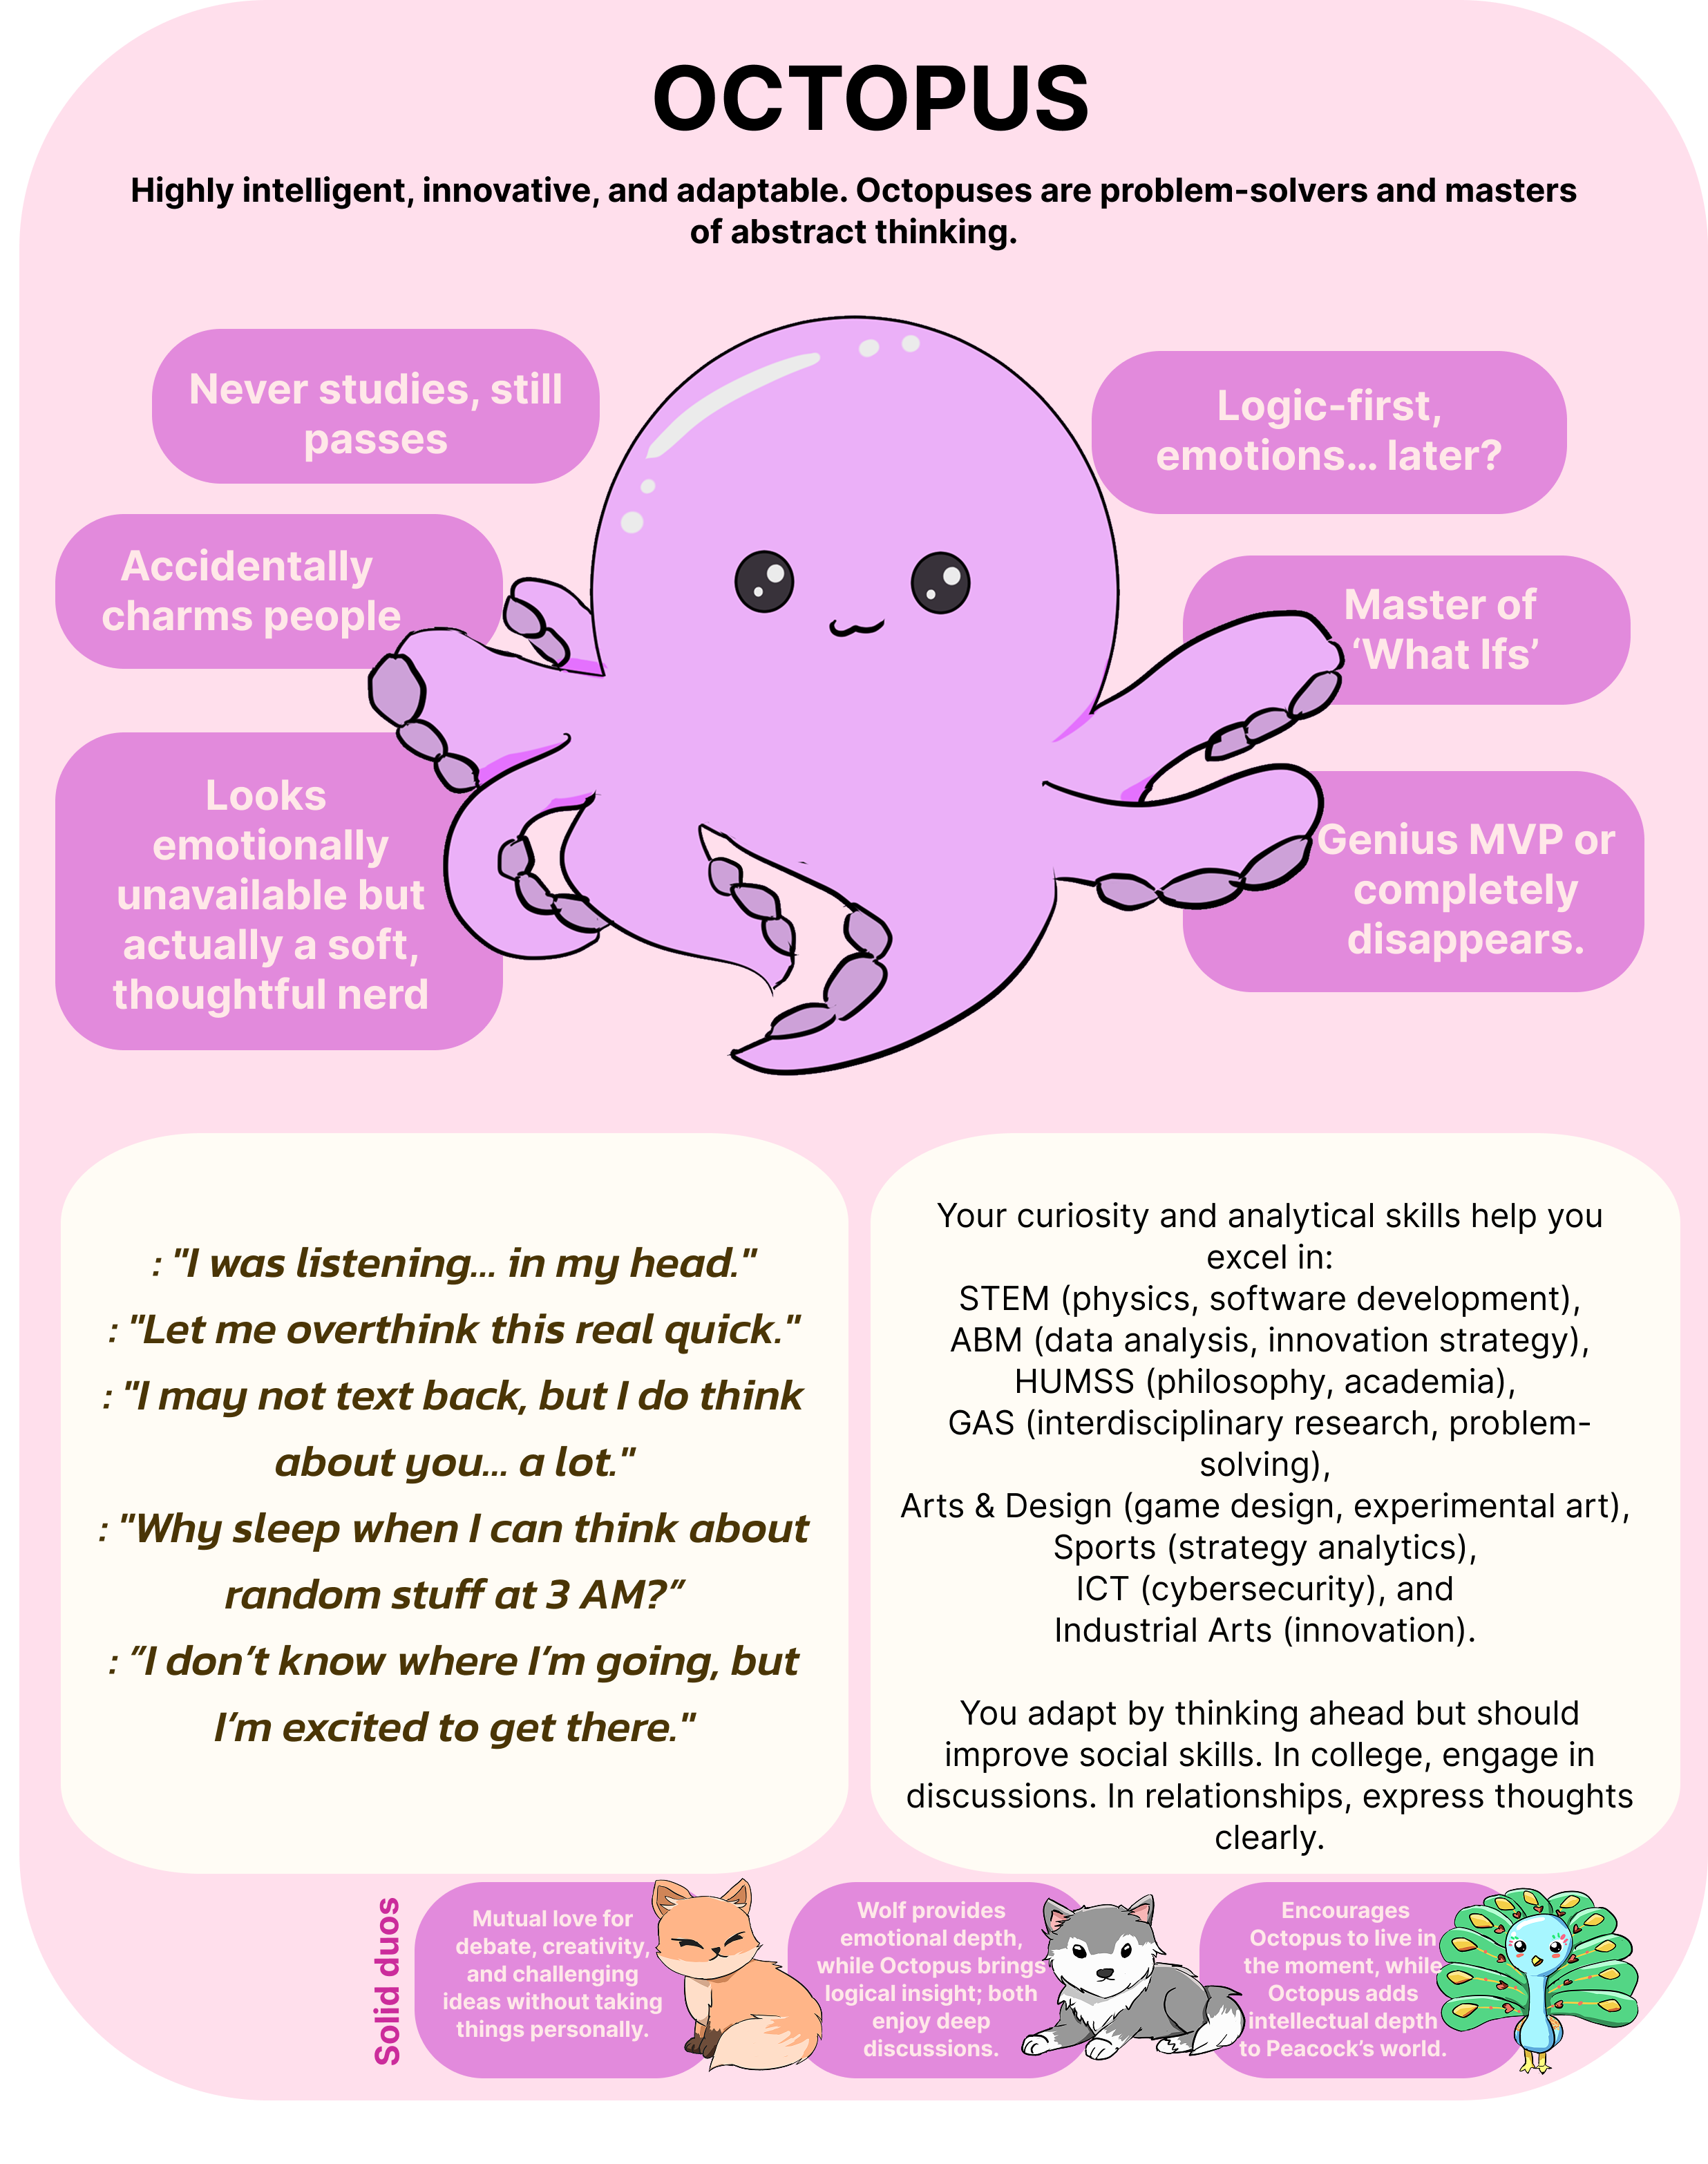 OCTOPUS
Highly intelligent, innovative, and adaptable. Octopuses are problem-solvers and masters
of abstract thinking.
Never studies, still
passes
Logic-first,
emotions... later?
Accidentally
charms people
Master of
‘What Ifs’
Looks
emotionally
unavailable but
actually a soft,
thoughtful nerd
Genius MVP or
completely
disappears.
: "I was listening... in my head."
: "Let me overthink this real quick."
: "I may not text back, but I do think
about you... a lot."
: "Why sleep when I can think about
random stuff at 3 AM?”
: ”I don’t know where I’m going, but
I’m excited to get there."
Your curiosity and analytical skills help you
excel in:
STEM (physics, software development),
ABM (data analysis, innovation strategy),
HUMSS (philosophy, academia),
GAS (interdisciplinary research, problem-
solving),
Arts & Design (game design, experimental art),
Sports (strategy analytics),
ICT (cybersecurity), and
Industrial Arts (innovation).
You adapt by thinking ahead but should
improve social skills. In college, engage in
discussions. In relationships, express thoughts
clearly.
Solid duos
Mutual love for
debate, creativity,
and challenging
ideas without taking
things personally.
Wolf provides
emotional depth,
while Octopus brings
logical insight; both
enjoy deep
discussions.
Encourages
Octopus to live in
the moment, while
Octopus adds
intellectual depth
to Peacock’s world.